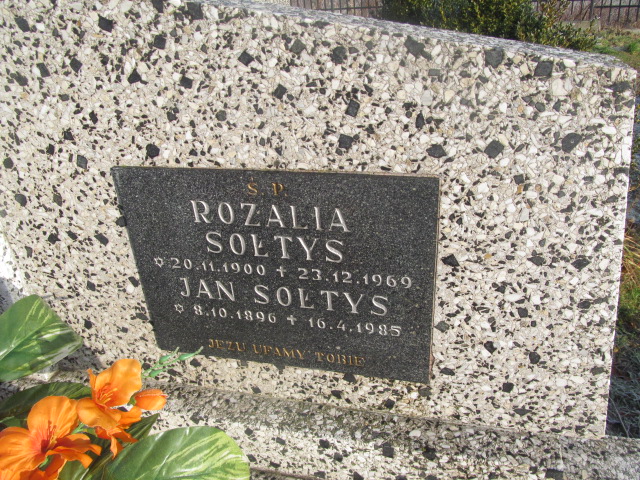 Ś. P.
ROZALIA
SOŁTYS
✡ 20.11.1900 ✝ 23.12.1969
JAN SOŁTYS
✡ 8.10.1896 ✝ 16.4.1985
JEZU UFAMY TOBIE